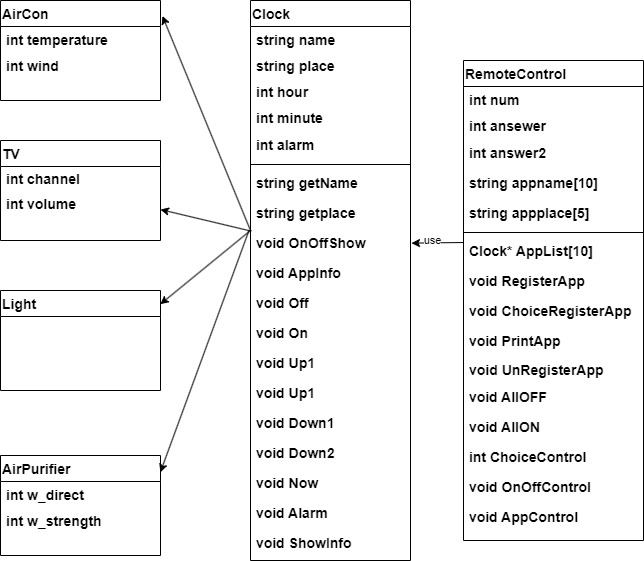 AirCon
int temperature
int wind
TV
int channel
int volume
Light
AirPurifier
int w_direct
int w_strength
Clock
string name
string place
int hour
int minute
int alarm
string getName
string getplace
void OnOffShow
void AppInfo
void Off
void On
void Up1
void Up1
void Down1
void Down2
void Now
void Alarm
void ShowInfo
use
RemoteControl
int num
int ansewer
int answer2
string appname[10]
string appplace[5]
Clock* AppList[10]
void RegisterApp
void ChoiceRegisterApp
void PrintApp
void UnRegisterApp
void AllOFF
void AllON
int ChoiceControl
void OnOffControl
void AppControl